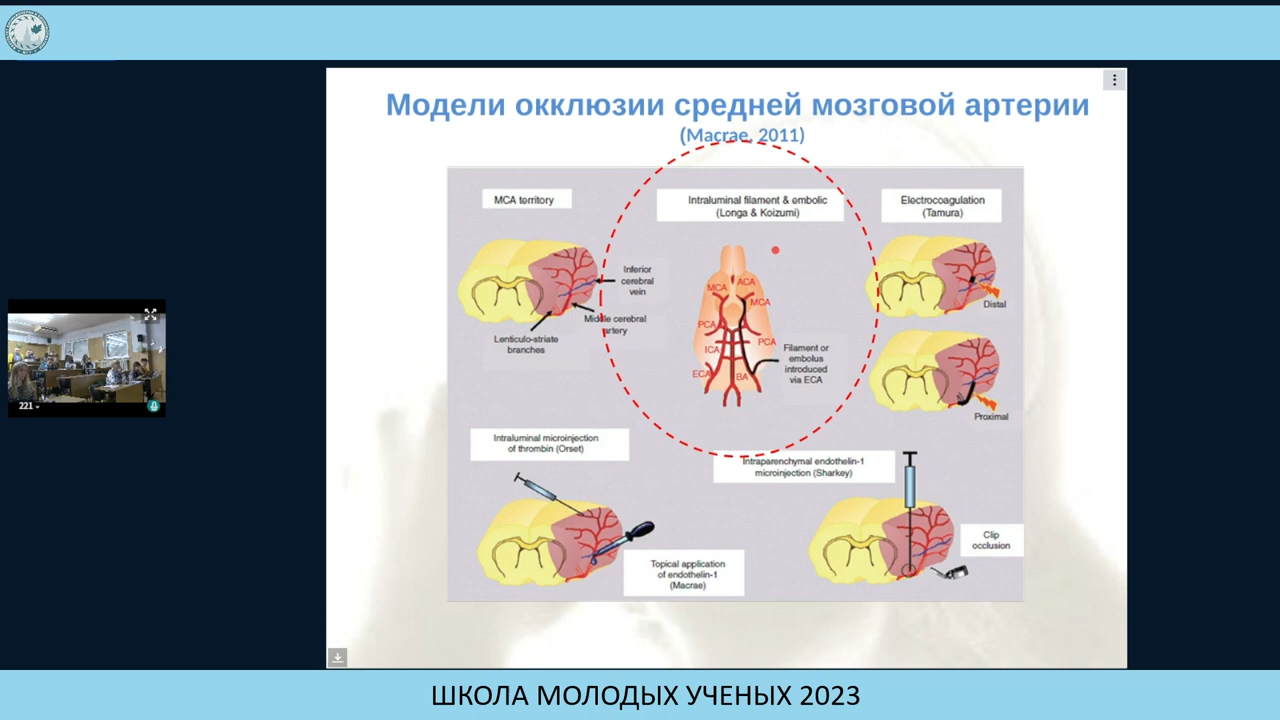 Модели окклюзии средней мозговой артерии
(Macrae, 2011)
MCA territory
Intraluminal filament & embolic
(Longa & Koizumi)
Electrocoagulation
(Tamura)
Inferior
cerebral
vein
Middle cerebral
artery
Lenticulo-striate
branches
MCA
ACA
MCA
PCA
PCA
ICA
ECA
BA
Filament or
embolus
introduced
via ECA
Distal
Proximal
Intraluminal microinjection
of thrombin (Orset)
Intraparenchymal endothelin-1
microinjection (Sharkey)
Topical application
of endothelin-1
(Macrae)
Clip
occlusion
221
ШКОЛА МОЛОДЫХ УЧЕНЫХ 2023